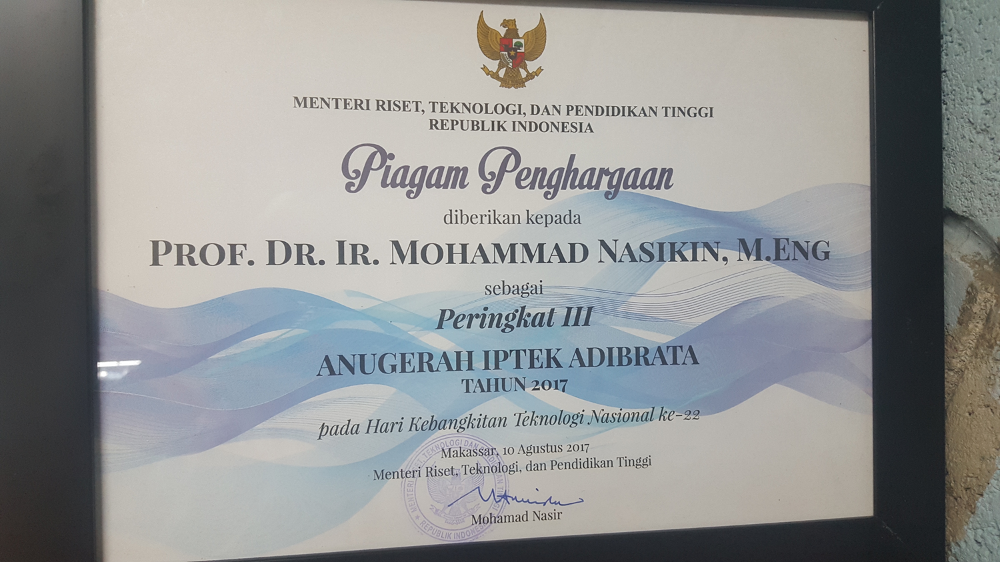 MENTERI RISET, TEKNOLOGI, DAN PENDIDIKAN TINGGI
REPUBLIK INDONESIA
Piagam Penghargaan
diberikan kepada
PROF. DR. IR. MOHAMMAD NASIKIN, M.ENG
sebagai
Peringkat III
ANUGERAH IPTEK ADIBRATA
TAHUN 2017
pada Hari Kebangkitan Teknologi Nasional ke-22
Makassar, 10 Agustus 2017
Menteri Riset, Teknologi, dan Pendidikan Tinggi
Mohamad Nasir
MENTERI RISET, TEKNOLOGI DAN PENDIDIKAN TINGGI
REPUBLIK INDONESIA